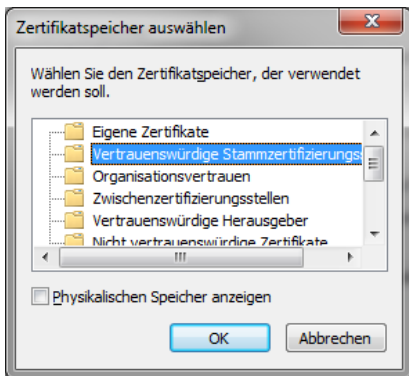 Zertifikatspeicher auswählen
Wählen Sie den Zertifikatspeicher, der verwendet
werden soll.
Eigene Zertifikate
Vertrauenswürdige Stammzertifizierungs
Organisationsvertrauen
Zwischenzertifizierungsstellen
Vertrauenswürdige Herausgeber
Nicht vertrauenswürdige Zertifikate
Physikalischen Speicher anzeigen
OK
Abbrechen